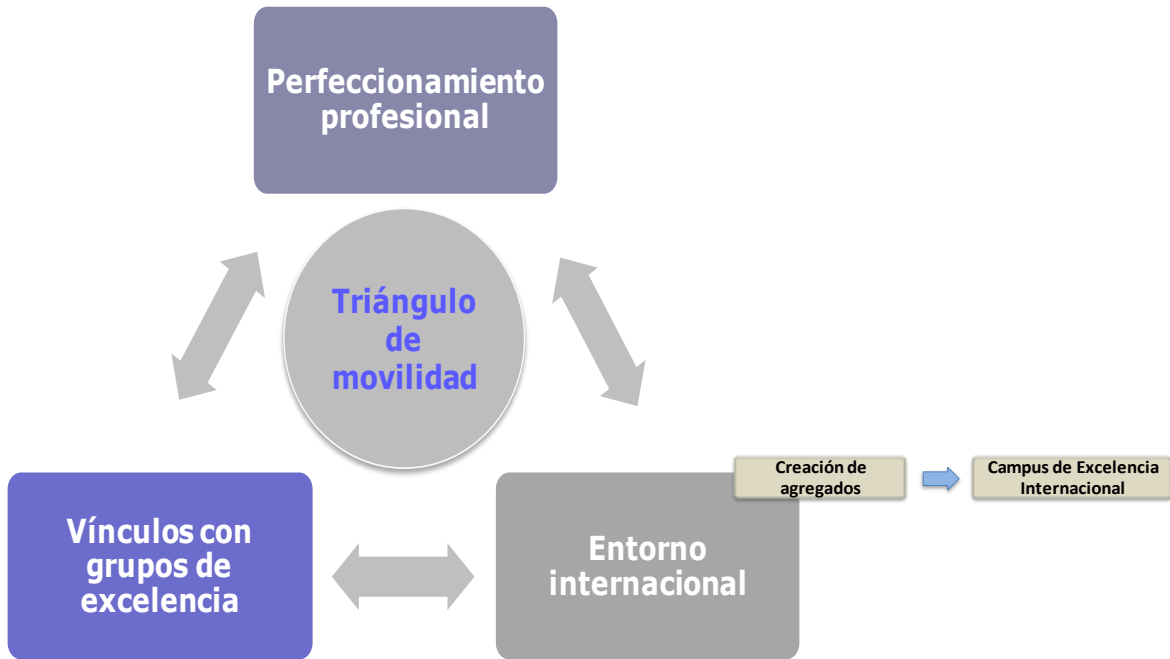 Perfeccionamiento
profesional
Triángulo
de
movilidad
Creación de
agregados
Campus de Excelencia
Internacional
Vínculos con
grupos de
excelencia
Entorno
internacional